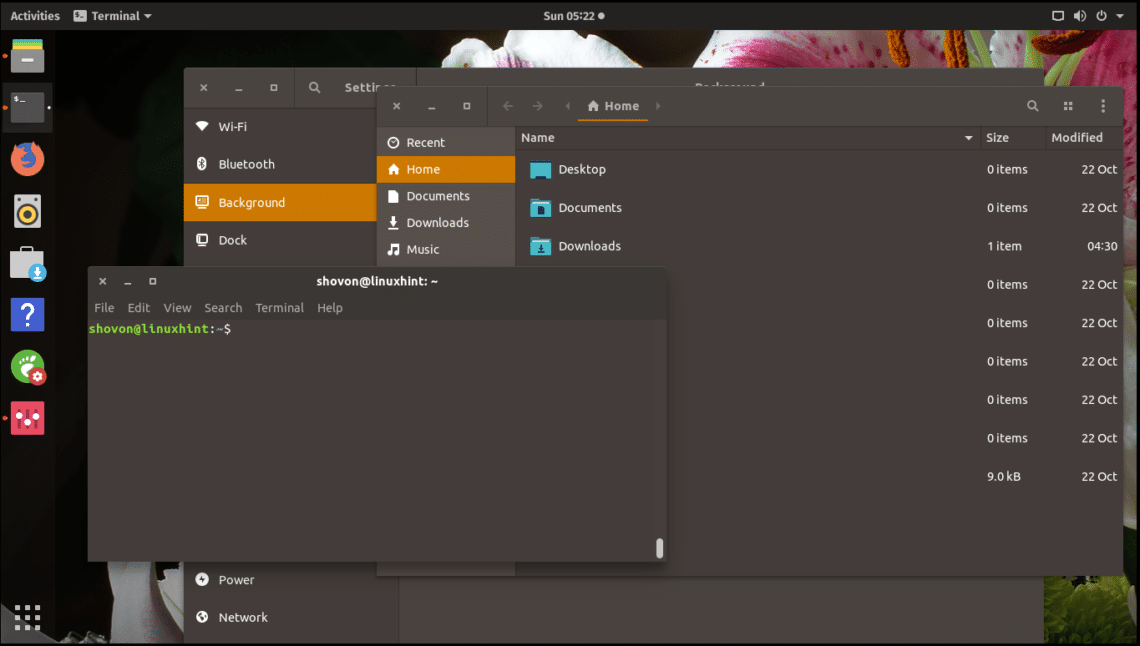 Activities Terminal Sun 05:22
Settings
Home
Wi-Fi
Bluetooth
Background
Dock
Power
Network
Recent
Home
Documents
Downloads
Music
Name Size Modified
Desktop 0 items 22 Oct
Documents 0 items 22 Oct
Downloads 1 item 04:30
0 items 22 Oct
0 items 22 Oct
0 items 22 Oct
0 items 22 Oct
0 items 22 Oct
9.0 kB 22 Oct
shovon@linuxhint: ~
File Edit View Search Terminal Help
shovon@linuxhint:~$